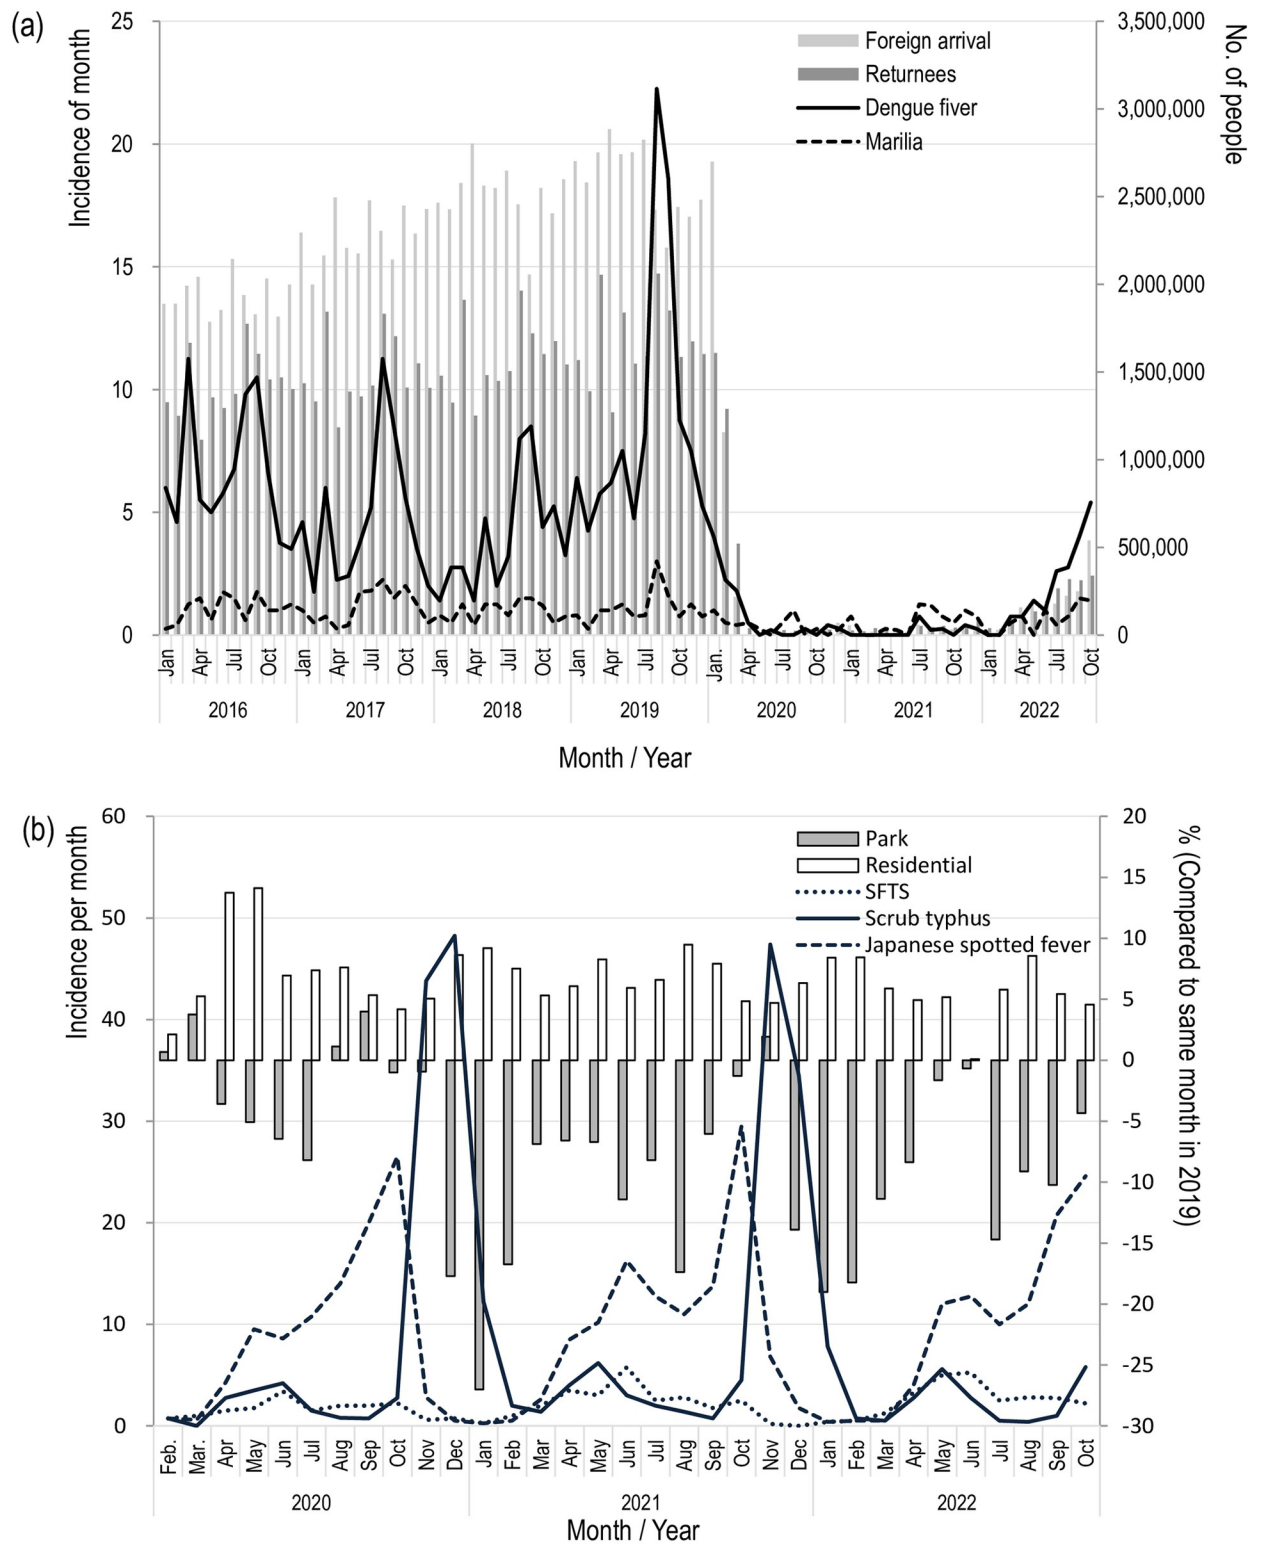 (a)
Incidence of month
No. of people
25
20
15
10
5
0
3,500,000
3,000,000
2,500,000
2,000,000
1,500,000
1,000,000
500,000
0
Foreign arrival
Returnees
Dengue fiver
Marilia
Jan Apr Jul Oct Jan Apr Jul Oct Jan Apr Jul Oct Jan Apr Jul Oct Jan. Apr Jul Oct Jan Apr Jul Oct Jan Apr Jul Oct
2016 2017 2018 2019 2020 2021 2022
Month / Year
(b)
Incidence per month
% (Compared to same month in 2019)
60
50
40
30
20
10
0
20
15
10
5
0
-5
-10
-15
-20
-25
-30
Park
Residential
SFTS
Scrub typhus
Japanese spotted fever
Feb. Mar. Apr May Jun Jul Aug Sep Oct Nov Dec Jan Feb Mar Apr May Jun Jul Aug Sep Oct Nov Dec Jan Feb Mar Apr May Jun Jul Aug Sep Oct
2020 2021 2022
Month / Year